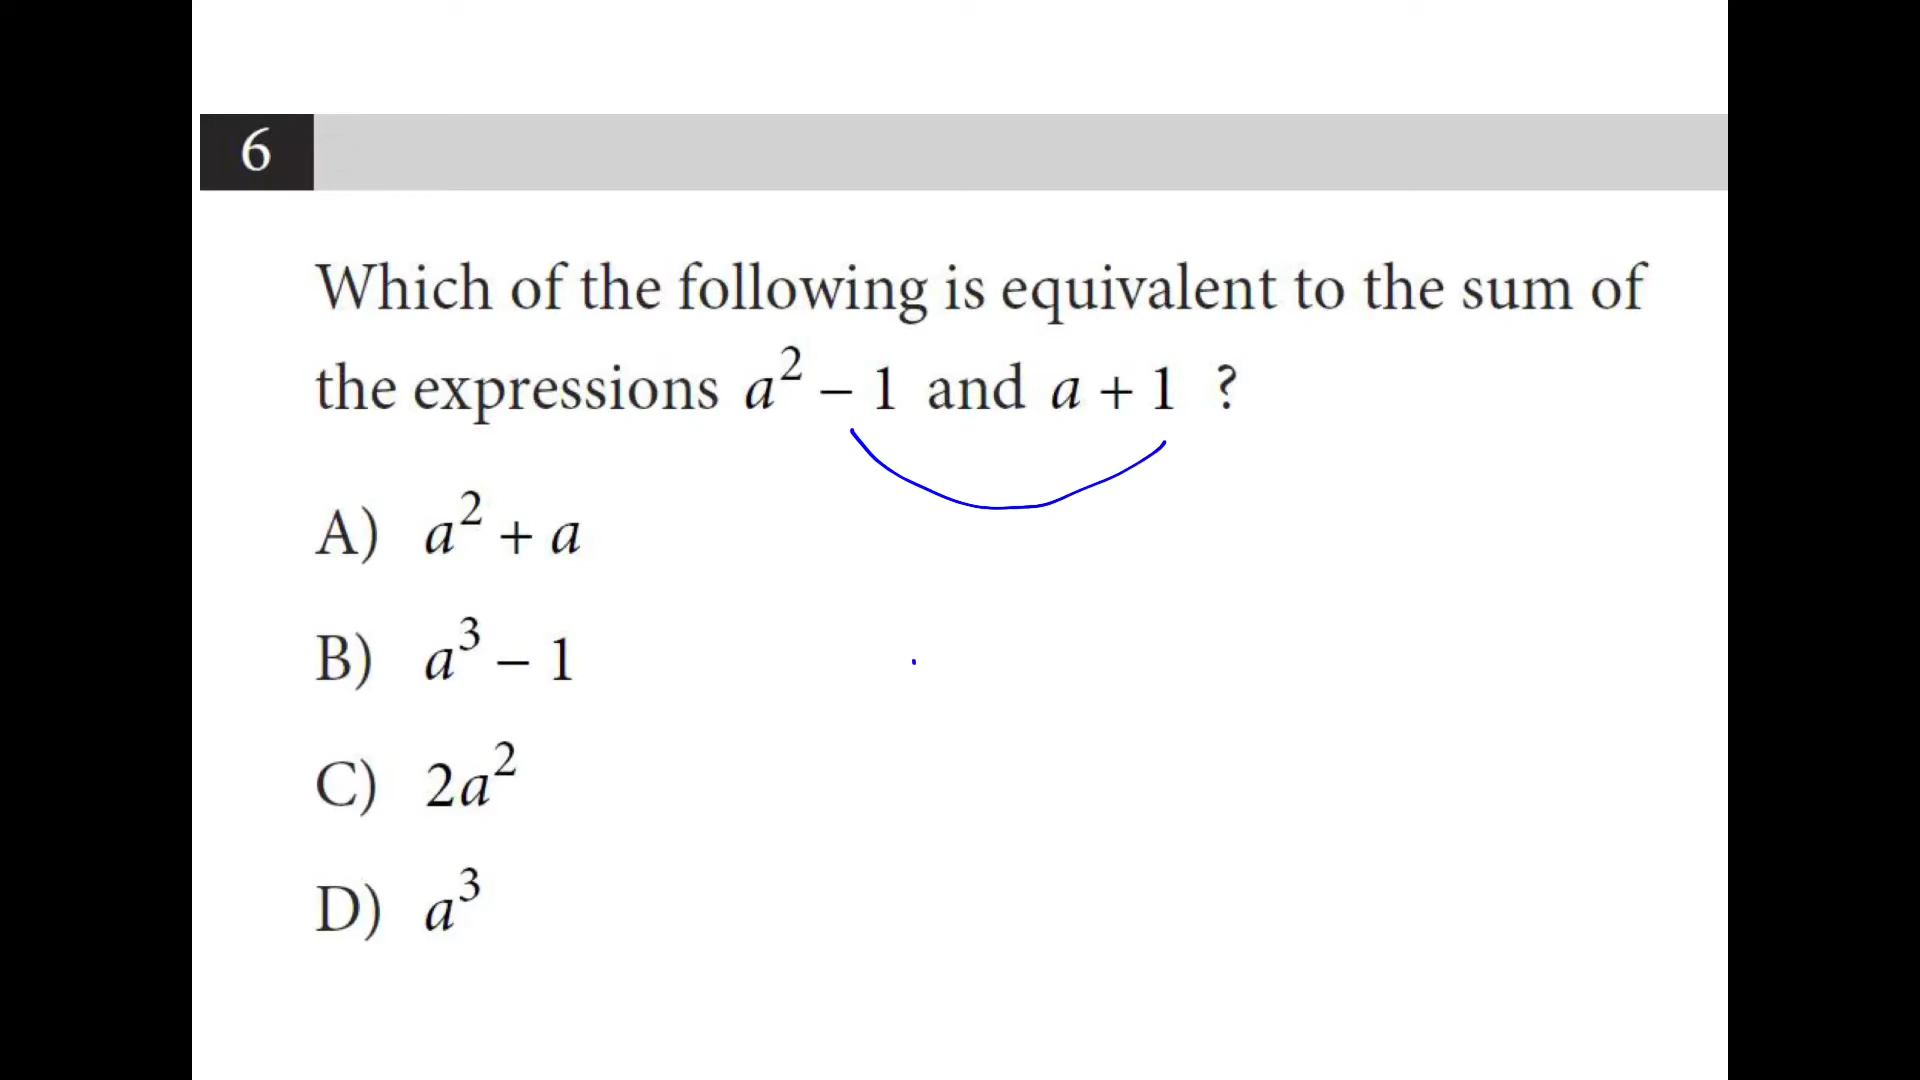 6
Which of the following is equivalent to the sum of
the expressions a² − 1 and a + 1 ?
A) a² + a
B) a³ − 1
C) 2a²
D) a³